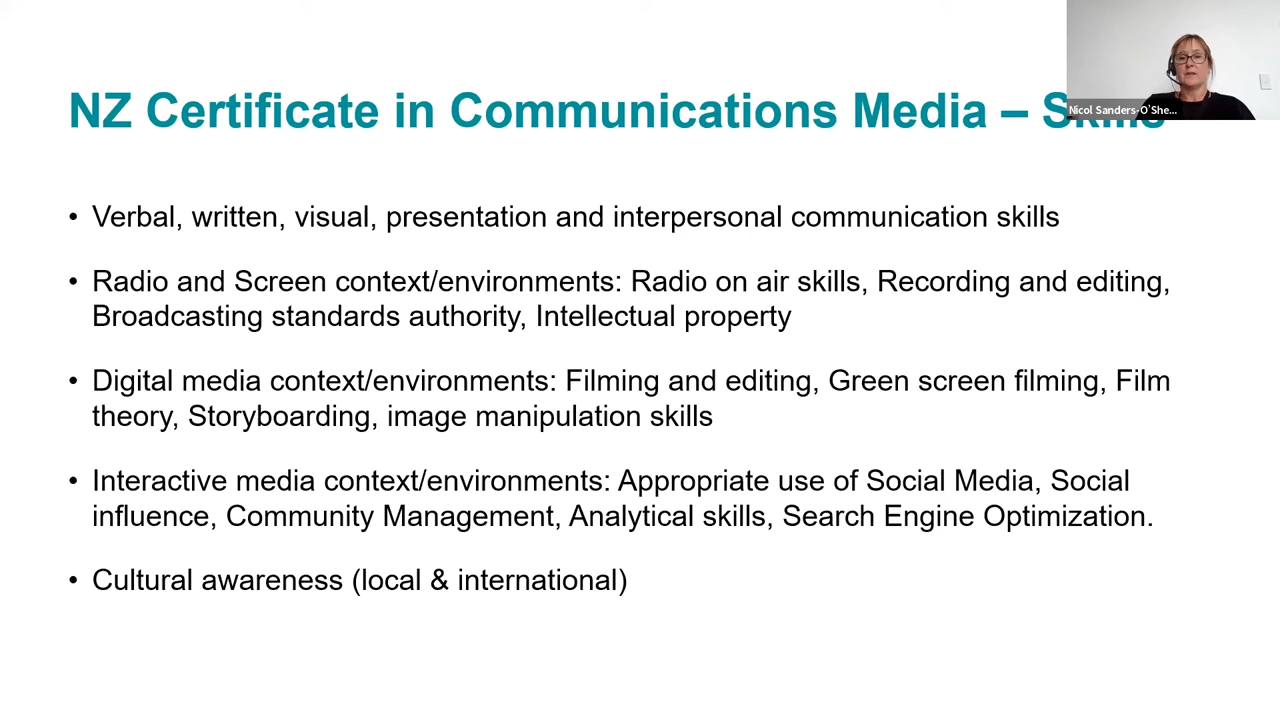 NZ Certificate in Communications Media – Skills
Nicol Sanders-O'She...
• Verbal, written, visual, presentation and interpersonal communication skills
• Radio and Screen context/environments: Radio on air skills, Recording and editing,
Broadcasting standards authority, Intellectual property
• Digital media context/environments: Filming and editing, Green screen filming, Film
theory, Storyboarding, image manipulation skills
• Interactive media context/environments: Appropriate use of Social Media, Social
influence, Community Management, Analytical skills, Search Engine Optimization.
• Cultural awareness (local & international)